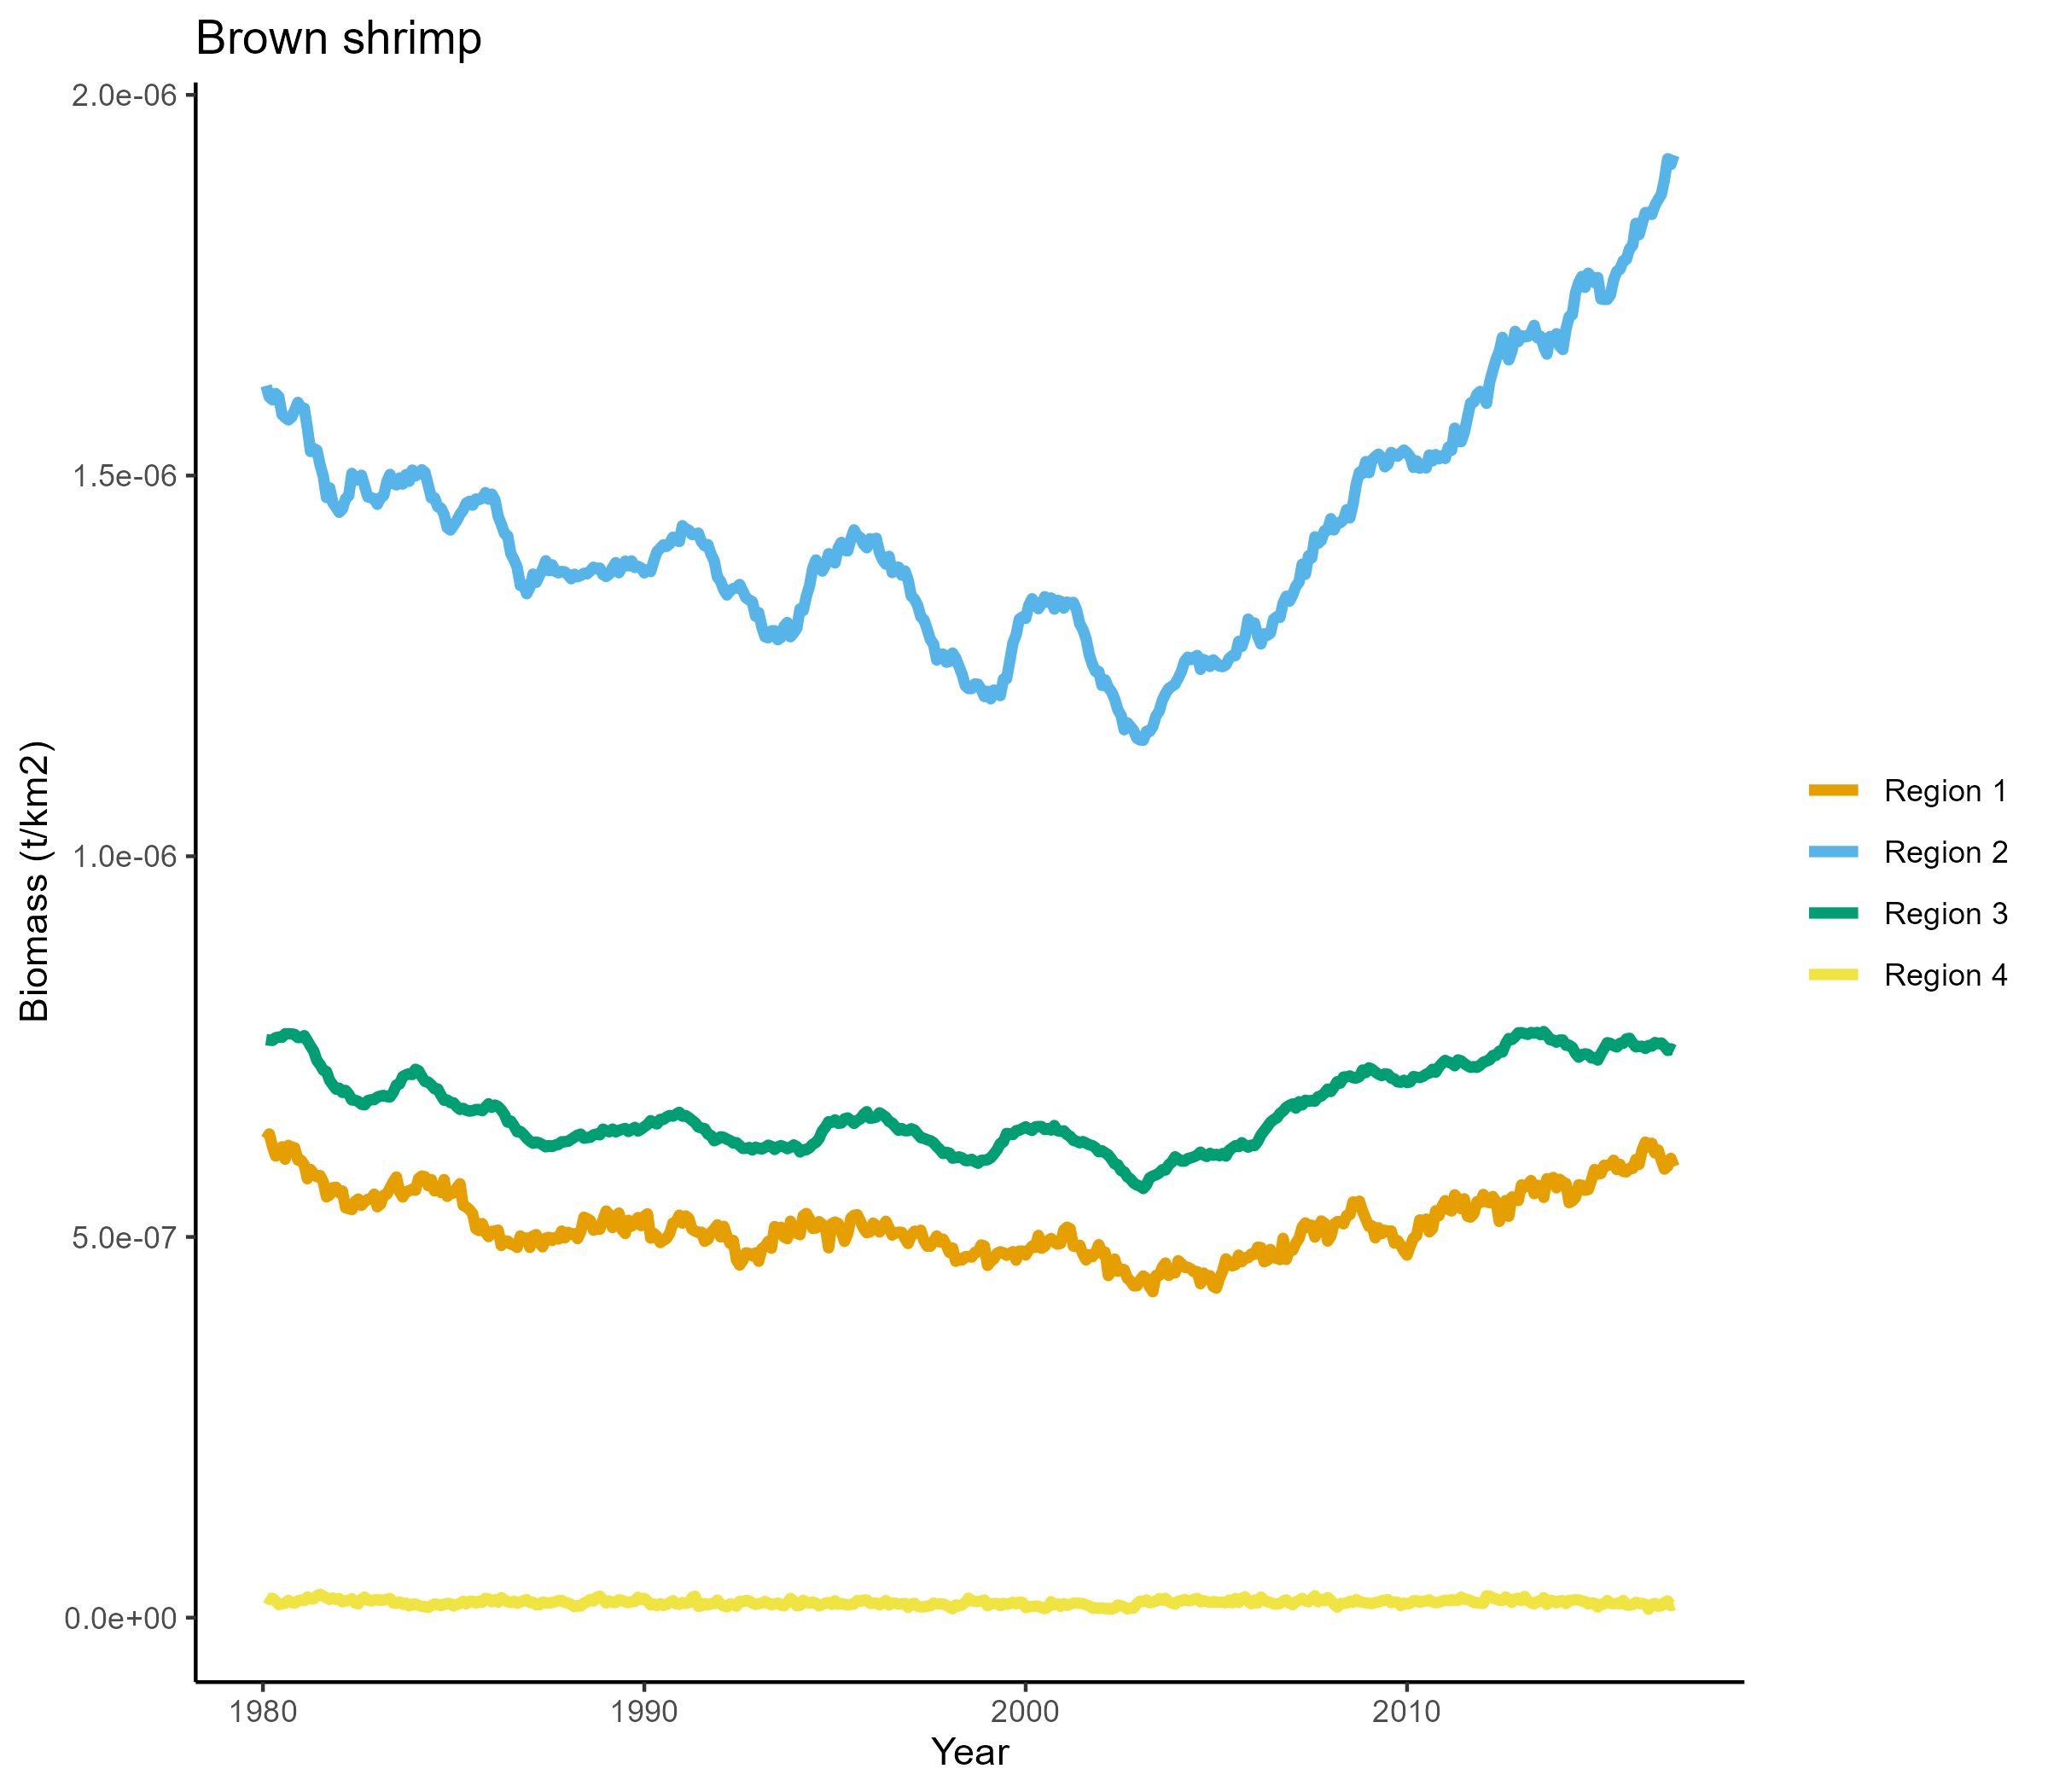 Brown shrimp
2.0e-06
1.5e-06
1.0e-06
5.0e-07
0.0e+00
Biomass (t/km2)
1980
1990
2000
2010
Year
Region 1
Region 2
Region 3
Region 4